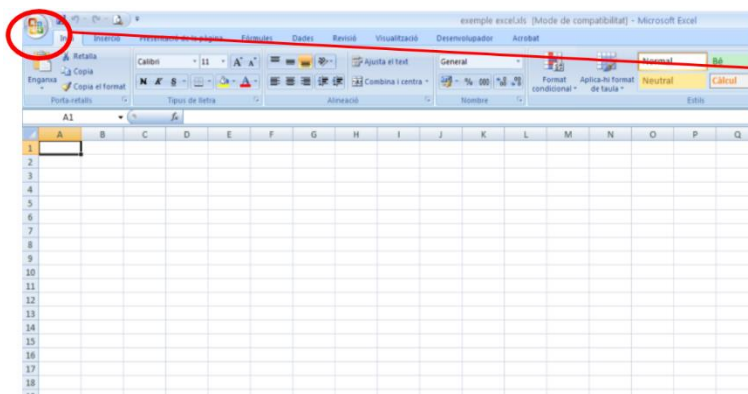 exemple excel.xls [Mode de compatibilitat] - Microsoft Excel
Inserció Presentació de la pàgina Fórmules Dades Revisió Visualització Desenvolupador Acrobat
Retalla
Copia
Copia el format
Enganxa
Porta-retalls
Calibri 11
N K S
Tipus de lletra
Ajusta el text
Combina i centra
Alineació
General
% 000
Nombre
Format condicional
Aplica-hi format de taula
Normal Bé
Neutral Càlcul
Estils
A1 fx
A B C D E F G H I J K L M N O P Q
1
2
3
4
5
6
7
8
9
10
11
12
13
14
15
16
17
18